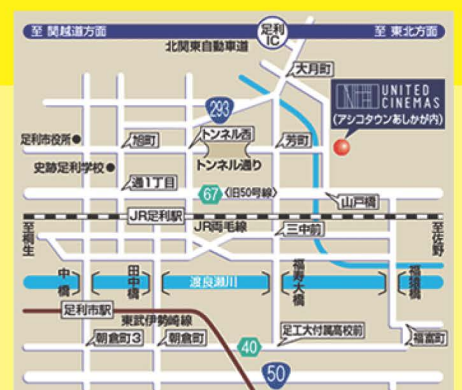 至 関越道方面
足利
IC
至 東北方面
北関東自動車道
大月町
UNITED
CINEMAS
(アシコタウンあしかが内)
293
足利市役所
旭町
トンネル西
芳町
史跡足利学校
トンネル通り
通1丁目
67
〈旧50号線〉
山戸橋
JR足利駅
JR両毛線
三中前
至桐生
至佐野
中橋
田中橋
渡良瀬川
福寿大橋
福猿橋
足利市駅
東武伊勢崎線
朝倉町3
朝倉町
40
足工大付属高校前
福富町
50